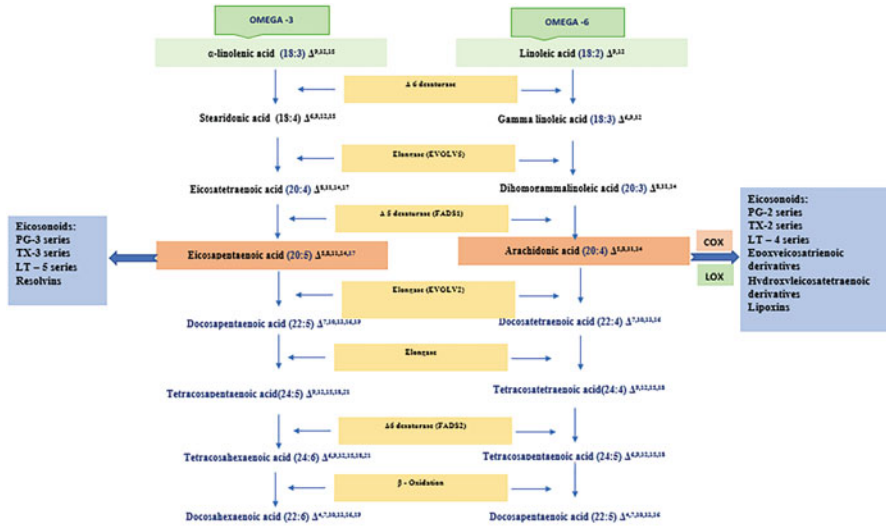 OMEGA -3
OMEGA -6
α-linolenic acid (18:3) Δ9,12,15
Linoleic acid (18:2) Δ9,12
Δ 6 desaturase
Stearidonic acid (18:4) Δ6,9,12,15
Gamma linoleic acid (18:3) Δ6,9,12
Elongase (EVOLV5)
Eicosatetraenoic acid (20:4) Δ8,11,14,17
Dihomogammalinoleic acid (20:3) Δ8,11,14
Δ 5 desaturase (FADS1)
Eicosonoids:
PG-3 series
TX-3 series
LT – 5 series
Resolvins
Eicosapentaenoic acid (20:5) Δ5,8,11,14,17
Arachidonic acid (20:4) Δ5,8,11,14
COX
LOX
Eicosonoids:
PG-2 series
TX-2 series
LT – 4 series
Epoxyeicosatrienoic
derivatives
Hydroxyleicosatetraenoic
derivatives
Lipoxins
Elongase (EVOLV2)
Docosapentaenoic acid (22:5) Δ7,10,13,16,19
Docosatetraenoic acid (22:4) Δ7,10,13,16
Elongase
Tetracosapentaenoic acid(24:5) Δ9,12,15,18,21
Tetracosatetraenoic acid(24:4) Δ9,12,15,18
Δ6 desaturase (FADS2)
Tetracosahexaenoic acid (24:6) Δ6,9,12,15,18,21
Tetracosapentaenoic acid (24:5) Δ6,9,12,15,18
β - Oxidation
Docosahexaenoic acid (22:6) Δ4,7,10,13,16,19
Docosapentaenoic acid (22:5) Δ4,7,10,13,16